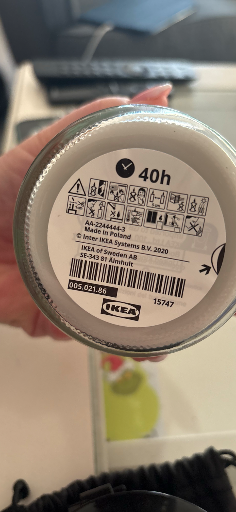 40h
AA-2244444-3
Made in Poland
© Inter IKEA Systems B.V. 2020
IKEA of Sweden AB
SE-343 81 Älmhult
15747
005.021.86
IKEA